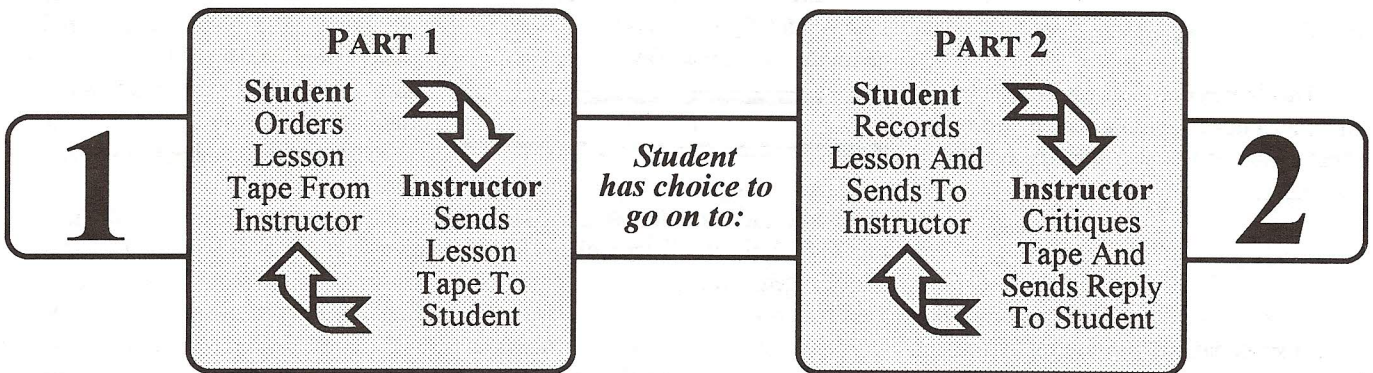 1
PART 1
Student
Orders
Lesson
Tape From
Instructor
Instructor
Sends
Lesson
Tape To
Student
Student
has choice to
go on to:
PART 2
Student
Records
Lesson And
Sends To
Instructor
Instructor
Critiques
Tape And
Sends Reply
To Student
2